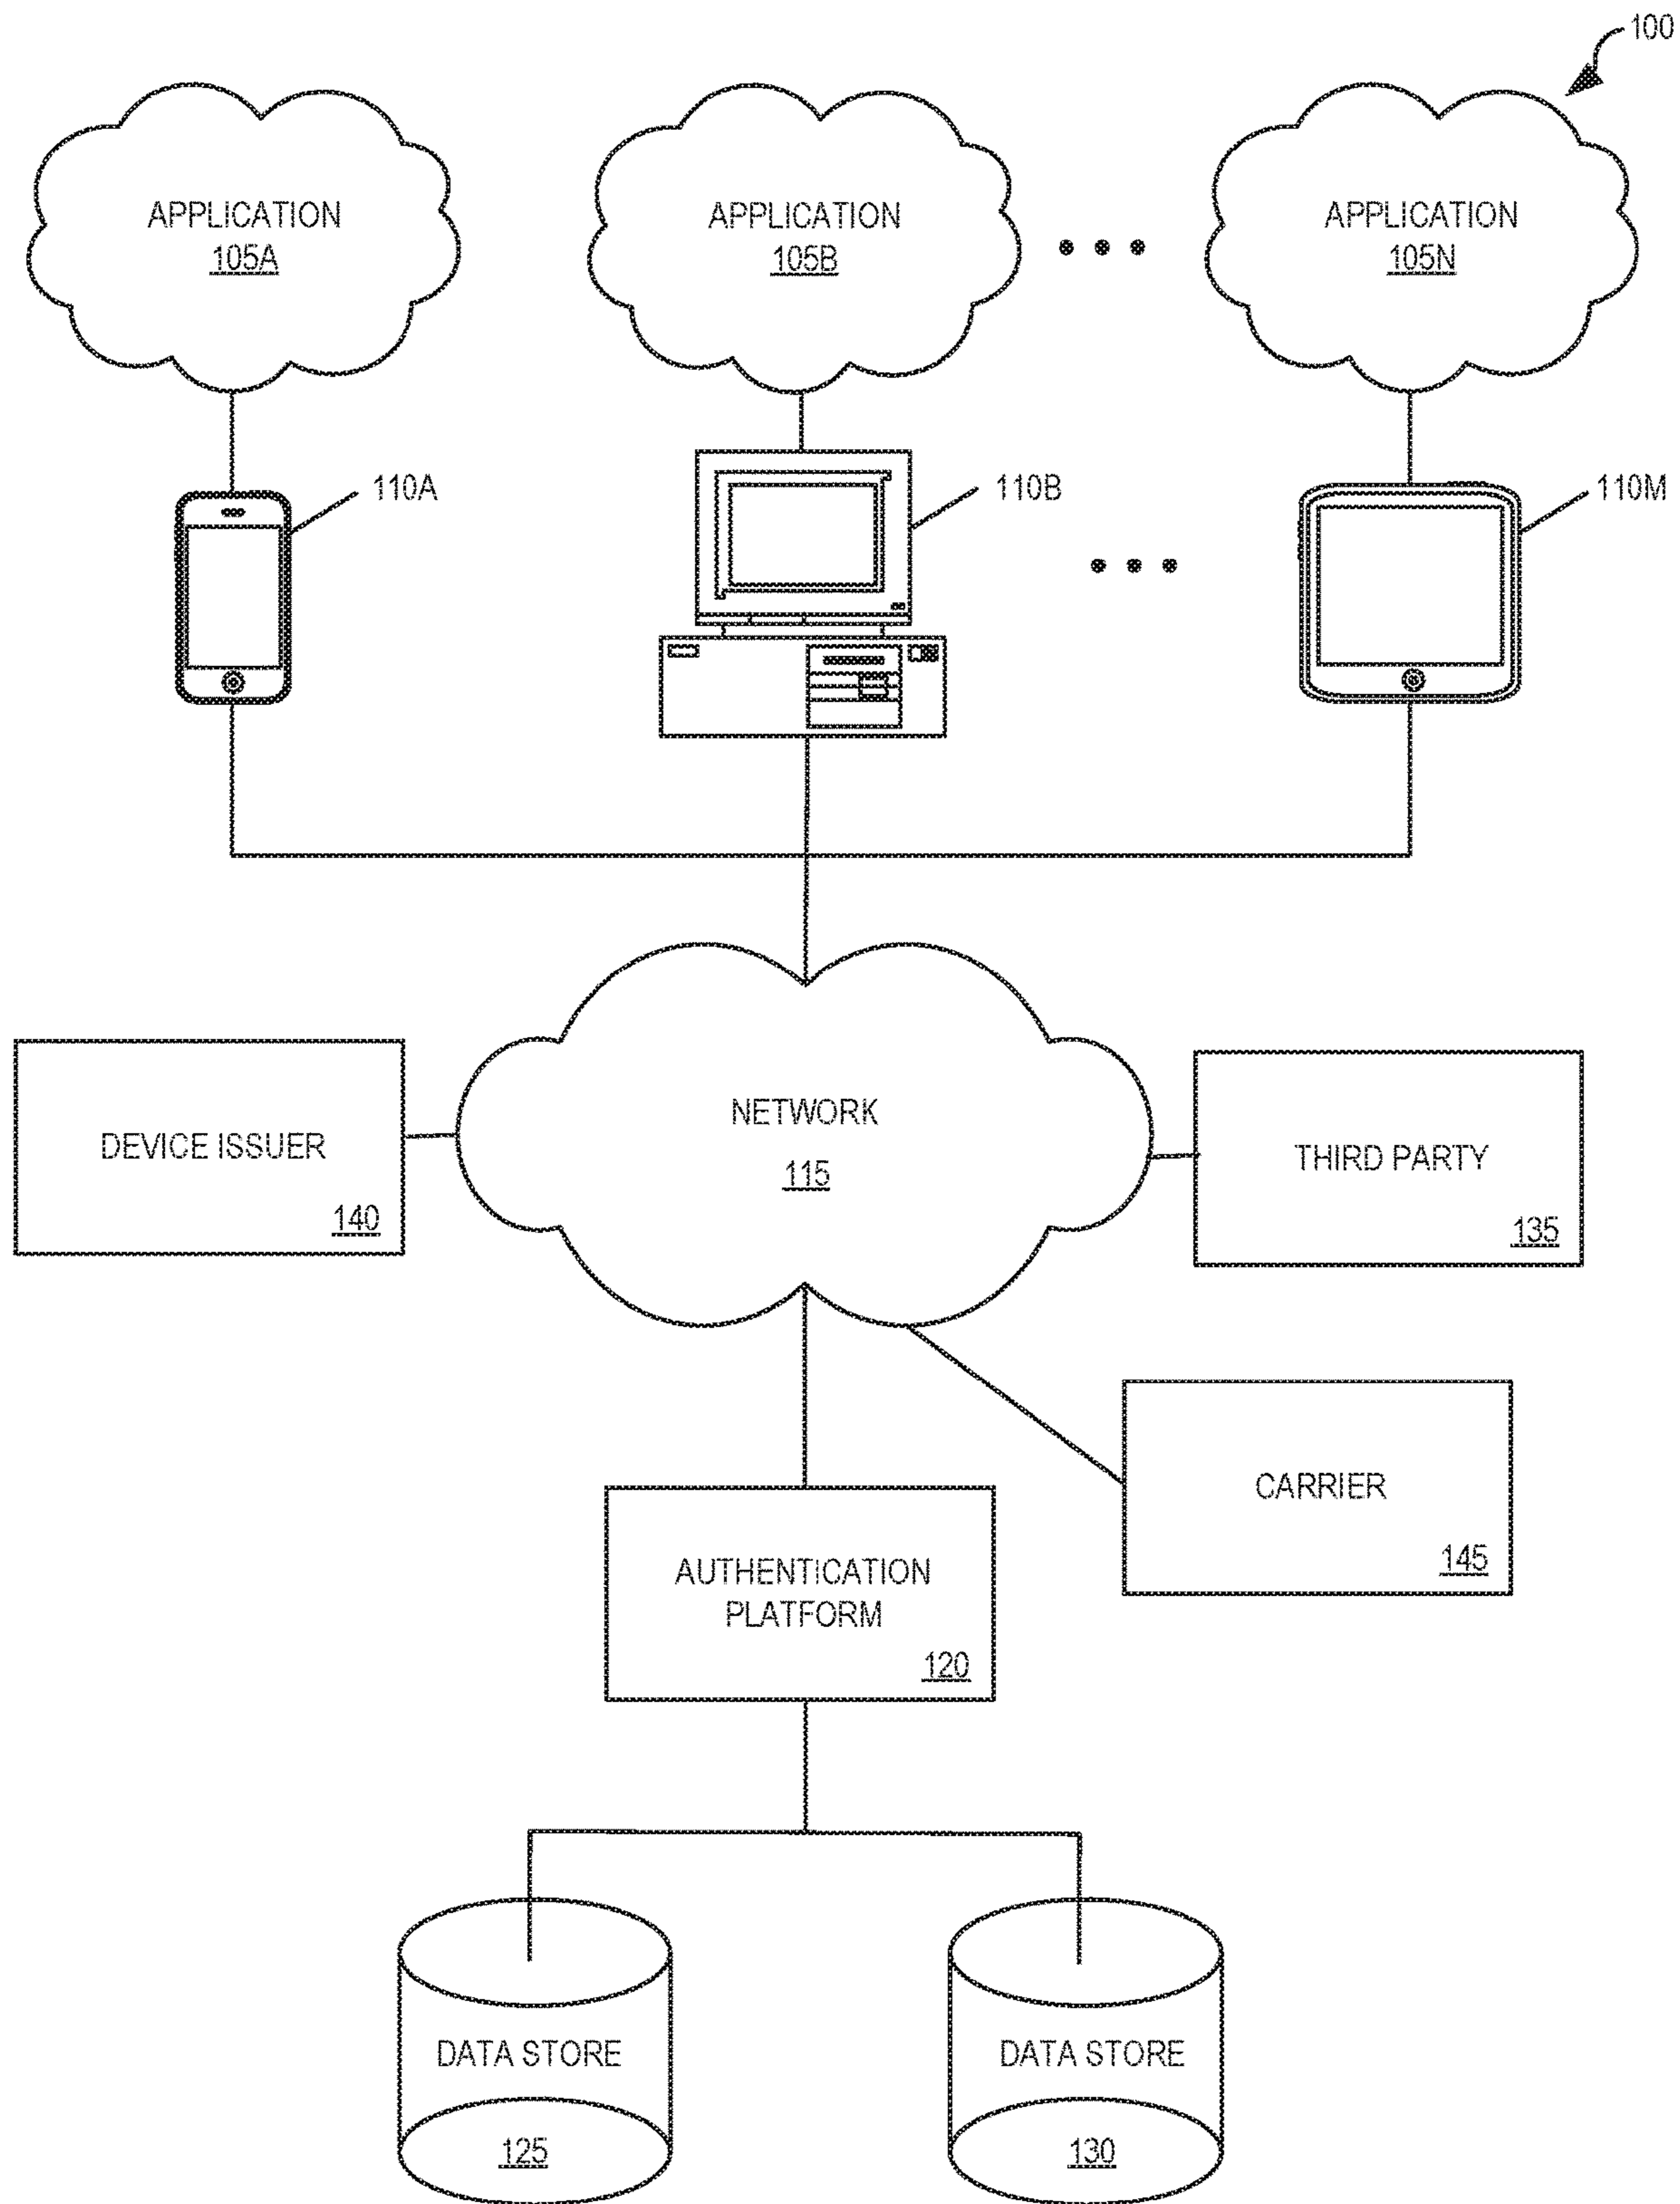 100
APPLICATION
105A
APPLICATION
105B
APPLICATION
105N
110A
110B
110M
NETWORK
115
DEVICE ISSUER
140
THIRD PARTY
135
CARRIER
145
AUTHENTICATION
PLATFORM
120
DATA STORE
125
DATA STORE
130